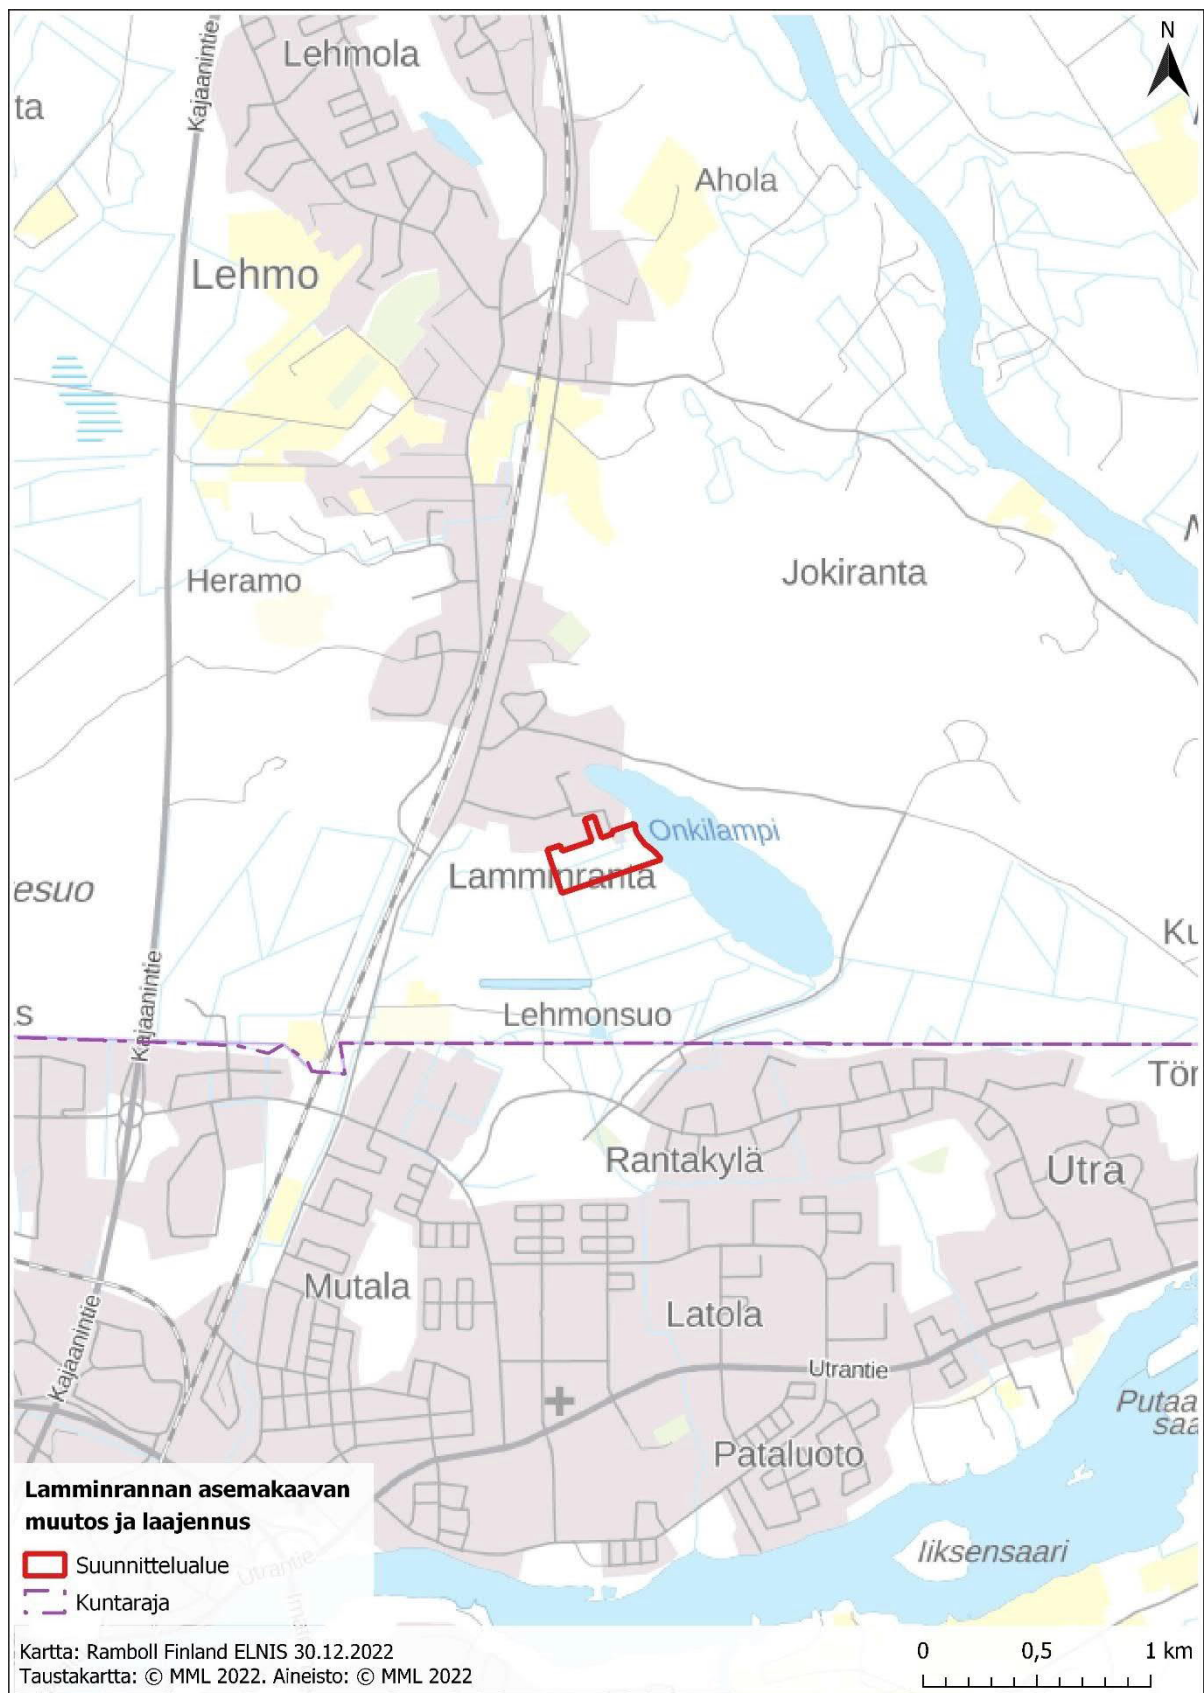 N
Kajaanintie
Lehmola
ta
Ahola
Lehmo
Heramo
Jokiranta
Onkilampi
Lamminranta
esuo
Ku
Kajaanintie
.s
Lehmonsuo
Tör
Rantakylä
Utra
Mutala
Latola
Kajaanintie
Utrantie
Putaa
saa
Pataluoto
Iiksensaari
Lamminrannan asemakaavan
muutos ja laajennus
Suunnittelualue
Utrantie
Kuntaraja
Kartta: Ramboll Finland ELNIS 30.12.2022
Taustakartta: © MML 2022. Aineisto: © MML 2022
0 0,5 1 km